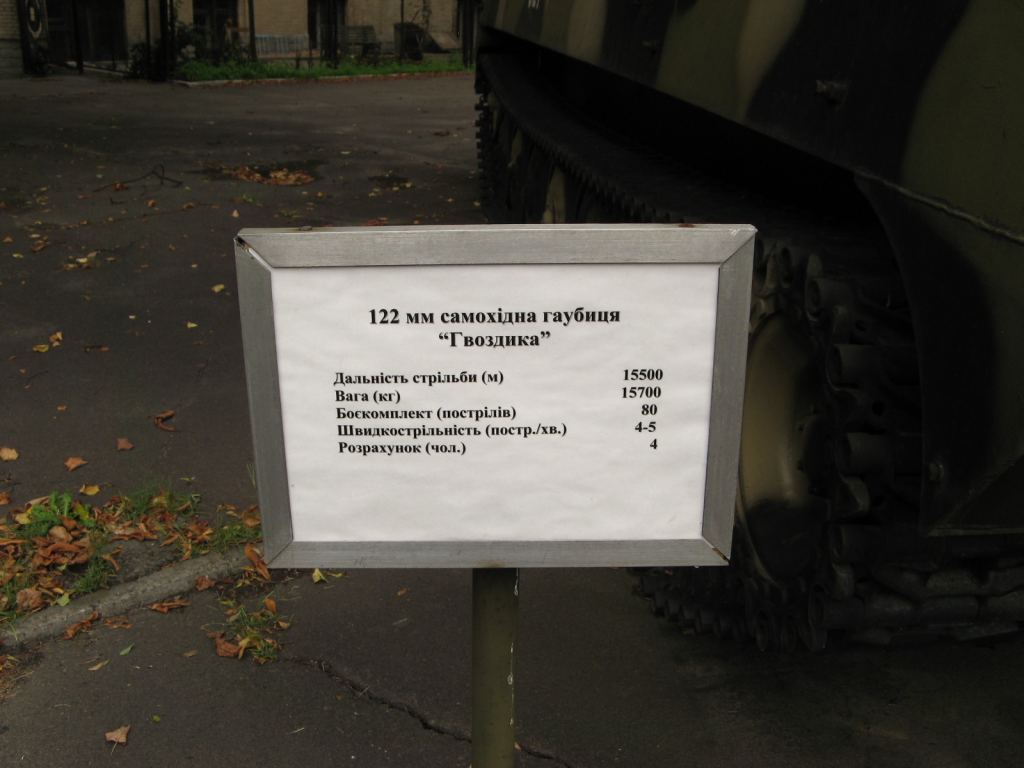 122 мм самохідна гаубиця
“Гвоздика”
Дальність стрільби (м) 15500
Вага (кг) 15700
Боєкомплект (пострілів) 80
Швидкострільність (постр./хв.) 4-5
Розрахунок (чол.) 4